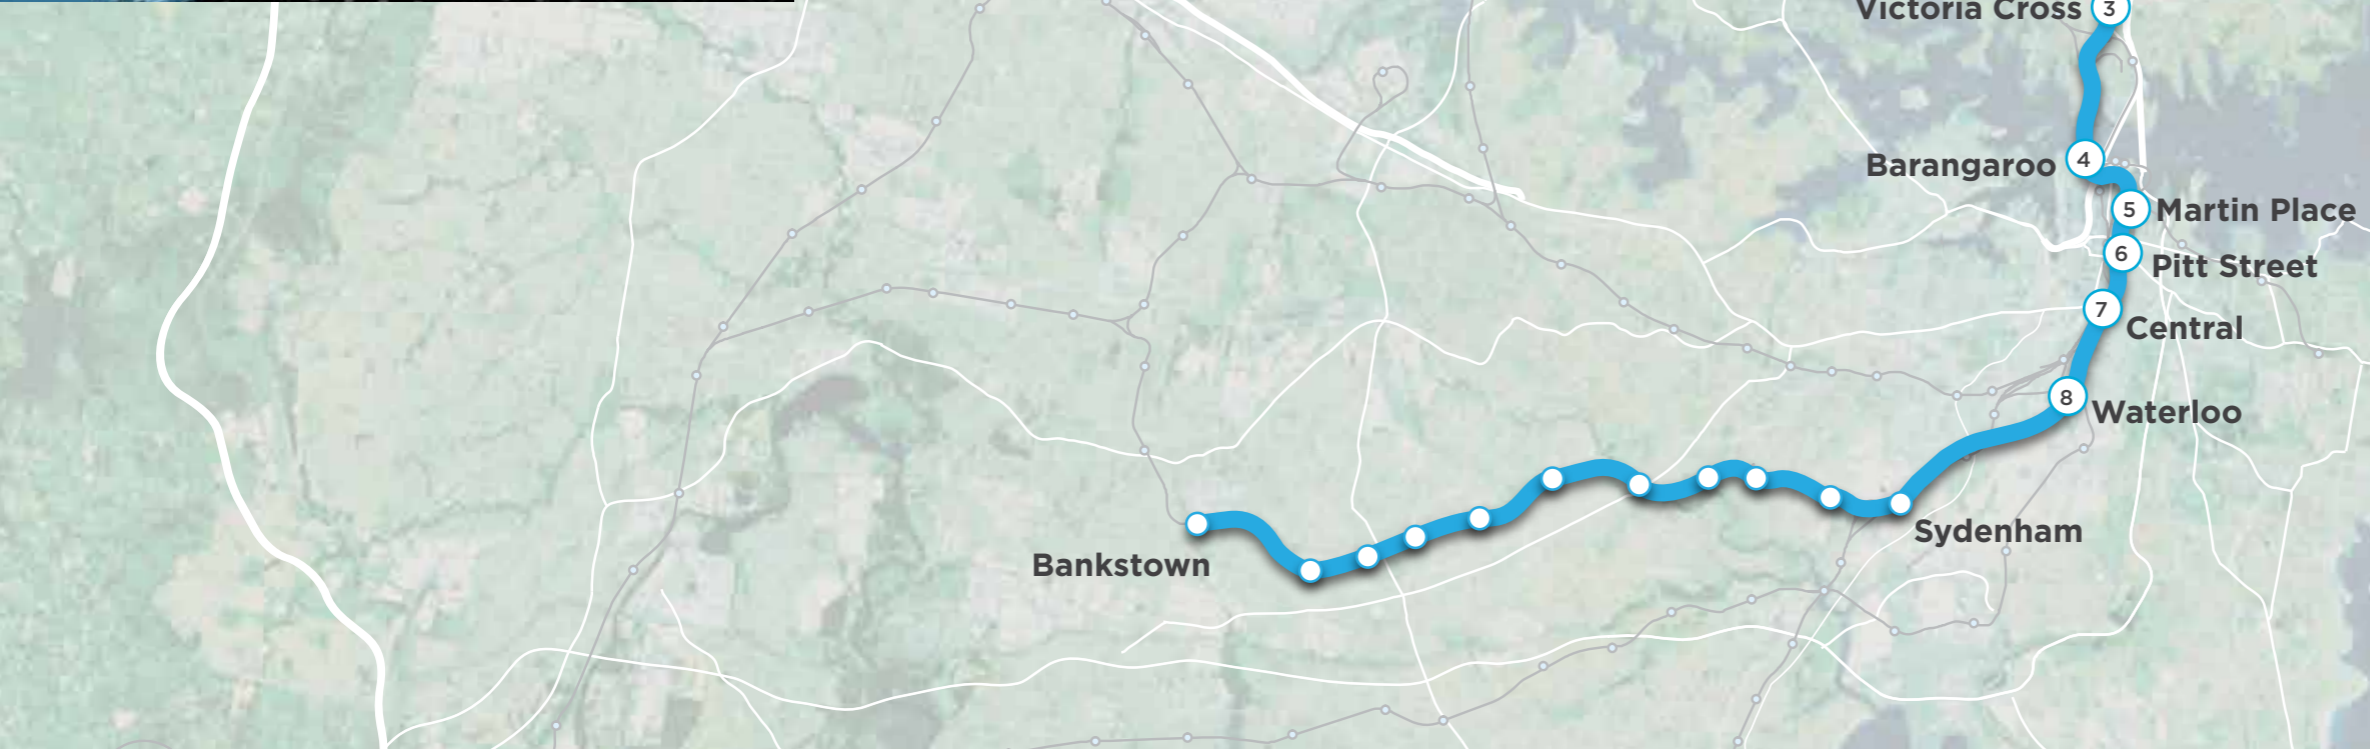 Victoria Cross 3
Barangaroo 4
5 Martin Place
6 Pitt Street
7 Central
8 Waterloo
Sydenham
Bankstown